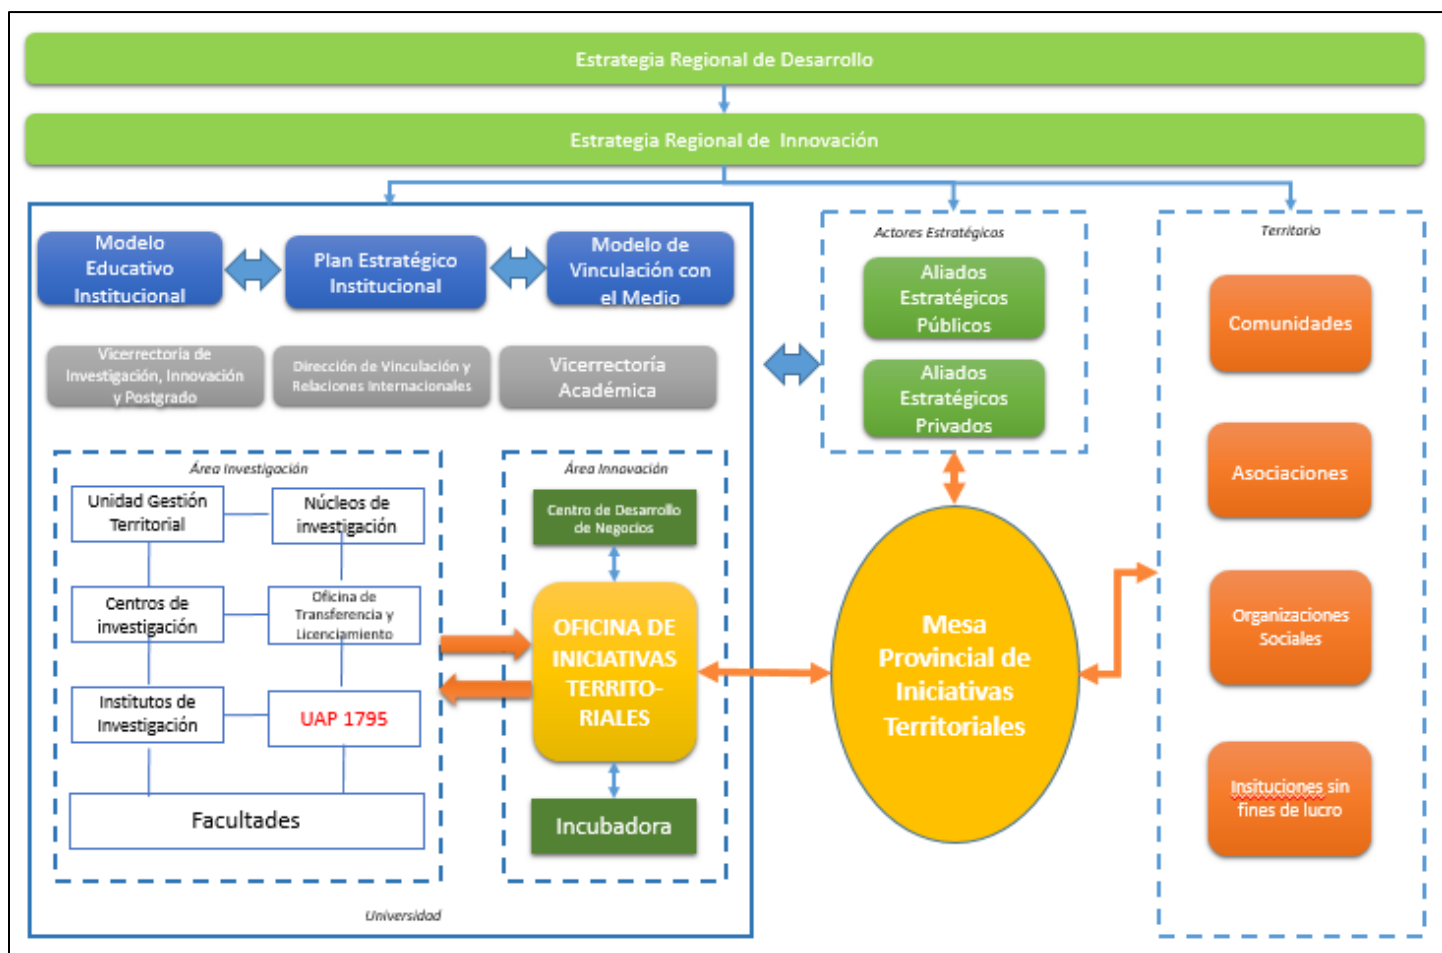 Estrategia Regional de Desarrollo
Estrategia Regional de Innovación
Modelo
Educativo
Institucional
Plan Estratégico
Institucional
Modelo de
Vinculación con
el Medio
Vicerrectoria de
Investigación, Innovación
y Postgrado
Dirección de Vinculación y
Relaciones Internacionales
Vicerrectoría
Académica
Área Investigación
Unidad Gestión
Territorial
Núcleos de
investigación
Centros de
investigación
Oficina de
Transferencia y
Licenciamiento
Institutos de
Investigación
UAP 1795
Facultades
Área Innovación
Centro de Desarrollo
de Negocios
OFICINA DE
INICIATIVAS
TERRITO-
RIALES
Incubadora
Universidad
Actores Estratégicos
Aliados
Estratégicos
Públicos
Aliados
Estratégicos
Privados
Mesa
Provincial de
Iniciativas
Territoriales
Territorio
Comunidades
Asociaciones
Organizaciones
Sociales
Insituciones sin
fines de lucro